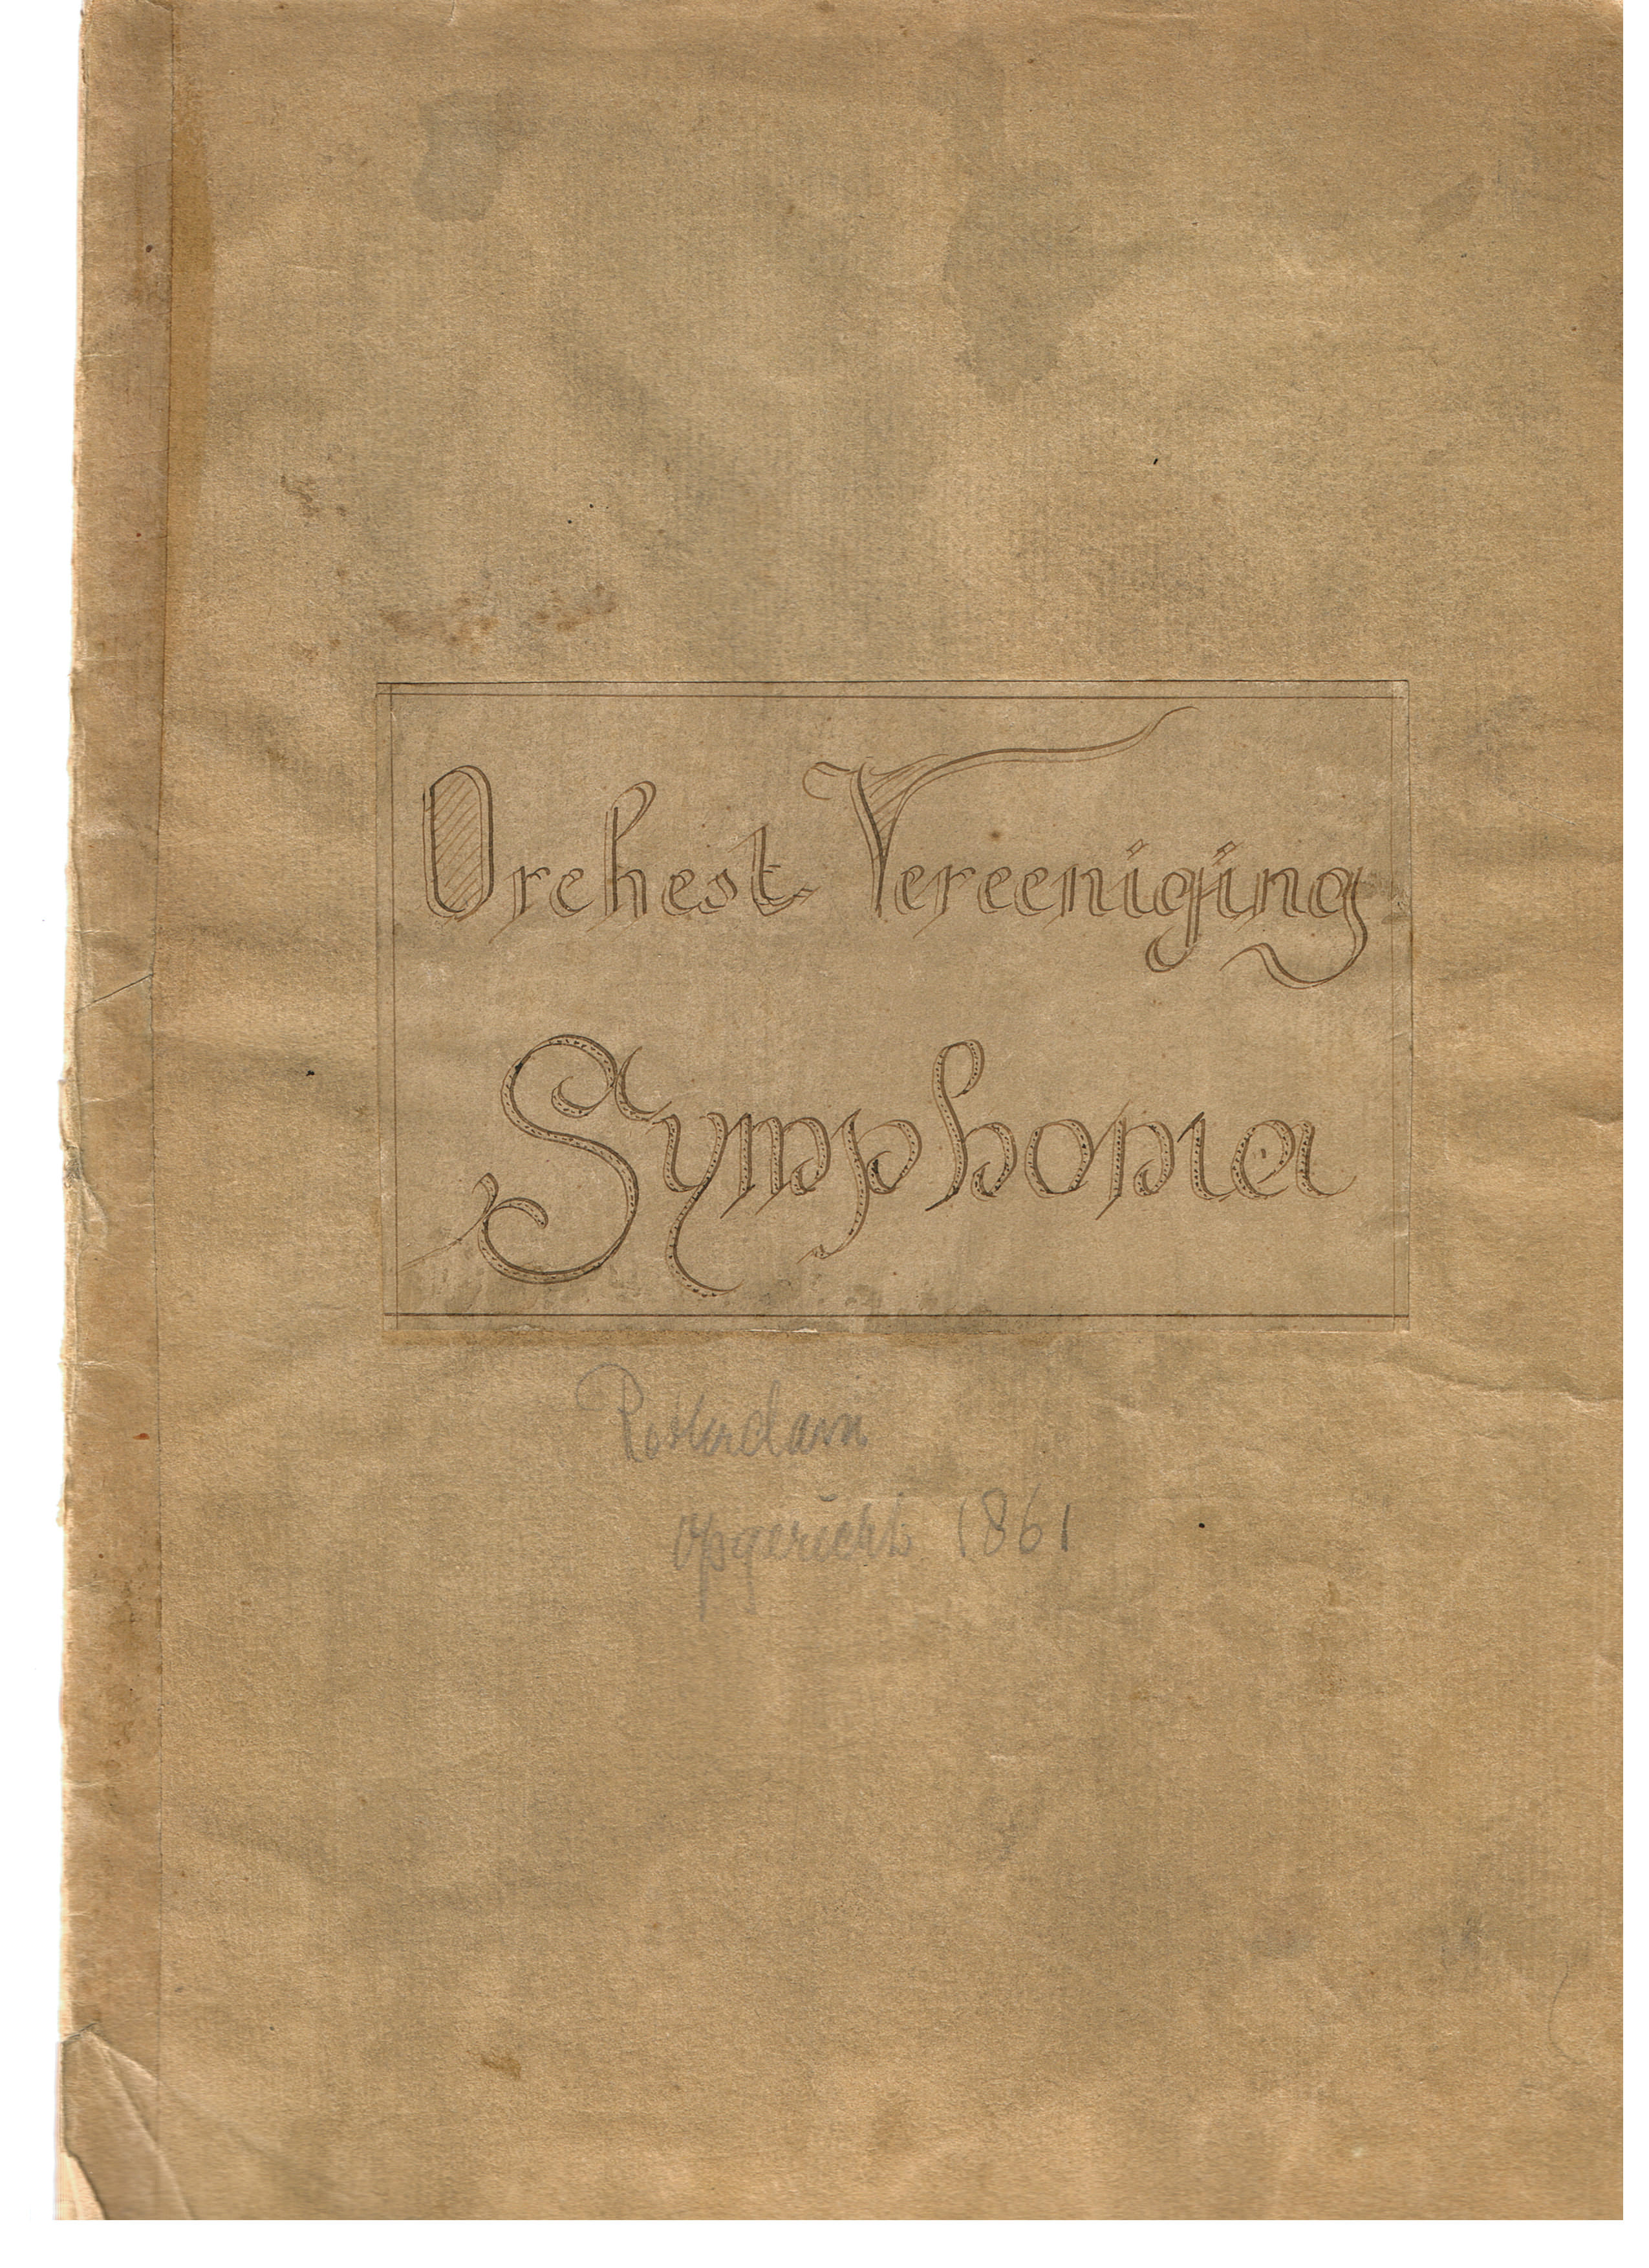 Orchest Vereeniging
Symphonia
Rotterdam
opgericht 1861